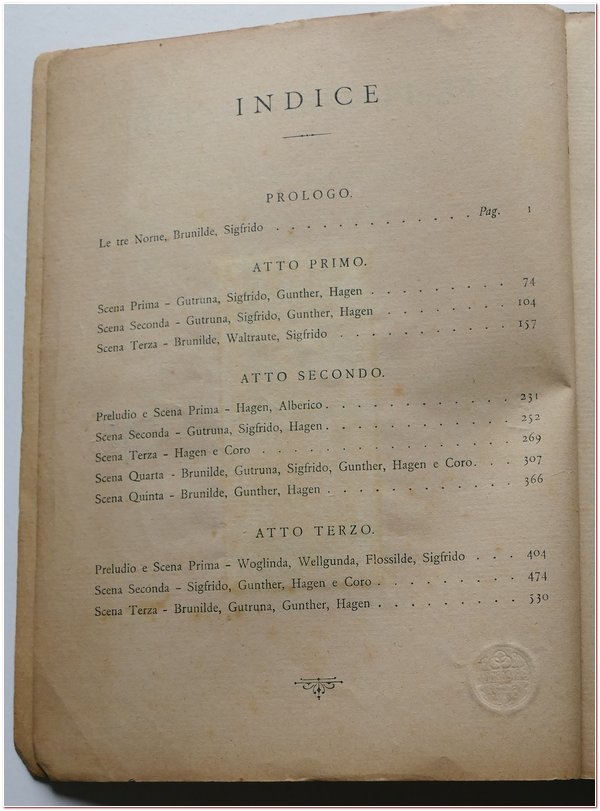 INDICE
PROLOGO.
Le tre Norne, Brunilde, Sigfrido . . . . . . . . . . . . . Pag. 1
ATTO PRIMO.
Scena Prima - Gutruna, Sigfrido, Gunther, Hagen . . . . . . . . . 74
Scena Seconda - Gutruna, Sigfrido, Gunther, Hagen . . . . . . . . 104
Scena Terza - Brunilde, Waltraute, Sigfrido . . . . . . . . . . . 157
ATTO SECONDO.
Preludio e Scena Prima - Hagen, Alberico . . . . . . . . . . . . 231
Scena Seconda - Gutruna, Sigfrido, Hagen . . . . . . . . . . . . 252
Scena Terza - Hagen e Coro . . . . . . . . . . . . . . . . 269
Scena Quarta - Brunilde, Gutruna, Sigfrido, Gunther, Hagen e Coro . . . 307
Scena Quinta - Brunilde, Gunther, Hagen . . . . . . . . . . . . 366
ATTO TERZO.
Preludio e Scena Prima - Woglinda, Wellgunda, Flossilde, Sigfrido . . . 404
Scena Seconda - Sigfrido, Gunther, Hagen e Coro . . . . . . . . . 474
Scena Terza - Brunilde, Gutruna, Gunther, Hagen . . . . . . . . . 530